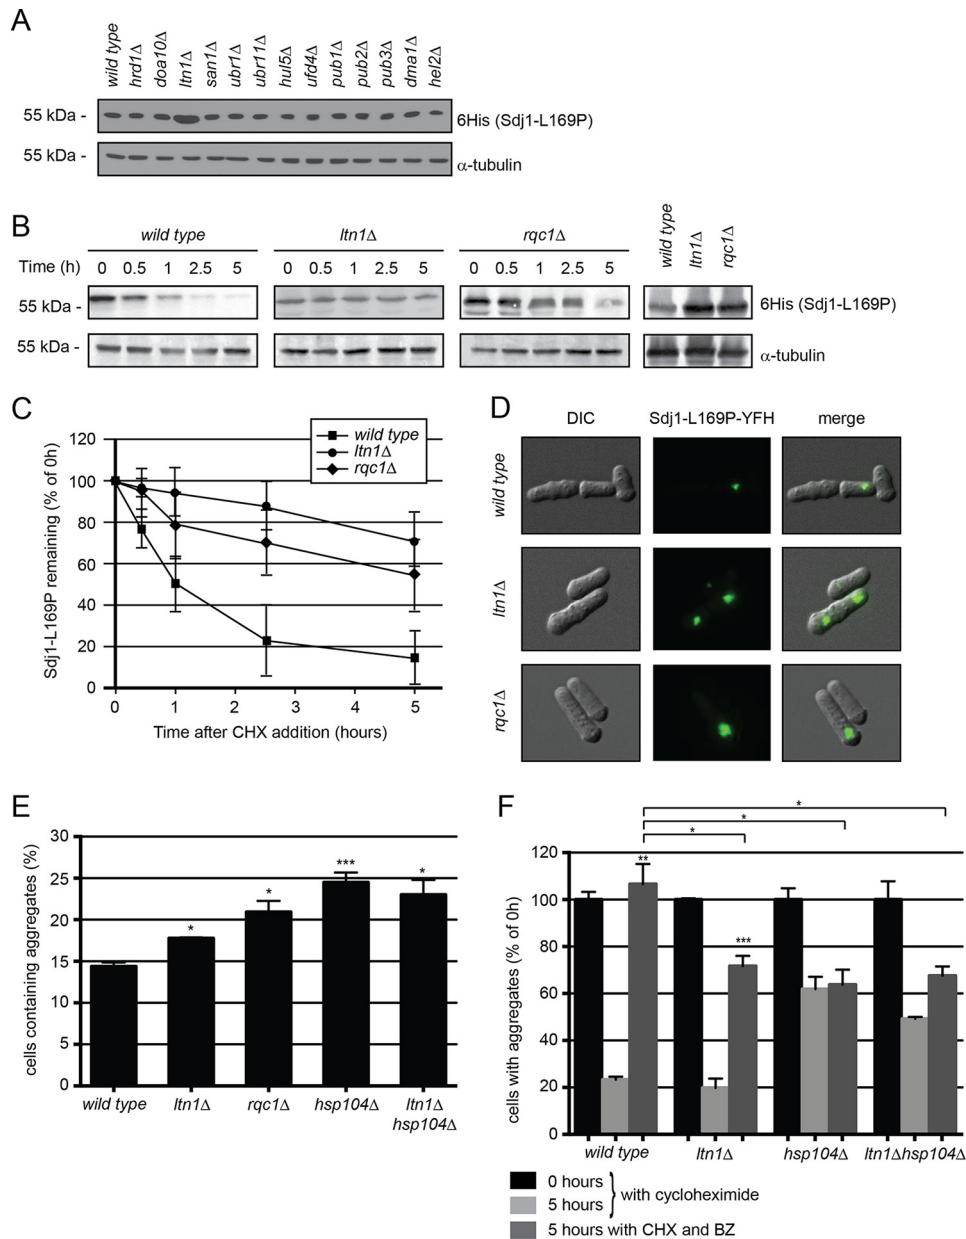 A
wild type hrd1Δ doa10Δ ltn1Δ san1Δ ubr1Δ ubr11Δ hul5Δ ufd4Δ pub1Δ pub2Δ pub3Δ dma1Δ hel2Δ
55 kDa - 6His (Sdj1-L169P)
55 kDa - α-tubulin
B
wild type ltn1Δ rqc1Δ wild type ltn1Δ rqc1Δ
Time (h) 0 0.5 1 2.5 5 0 0.5 1 2.5 5 0 0.5 1 2.5 5
55 kDa - 6His (Sdj1-L169P)
55 kDa - α-tubulin
C
Sdj1-L169P remaining (% of 0h)
120
100
80
60
40
20
0
0 1 2 3 4 5
Time after CHX addition (hours)
wild type
ltn1Δ
rqc1Δ
D
DIC Sdj1-L169P-YFH merge
wild type
ltn1Δ
rqc1Δ
E
cells containing aggregates (%)
30
25
20
15
10
5
0
* * *** *
wild type ltn1Δ rqc1Δ hsp104Δ ltn1Δ
hsp104Δ
F
cells with aggregates (% of 0h)
120
100
80
60
40
20
0
*
*
*
**
***
wild type ltn1Δ hsp104Δ ltn1Δhsp104Δ
0 hours
5 hours
with cycloheximide
5 hours with CHX and BZ